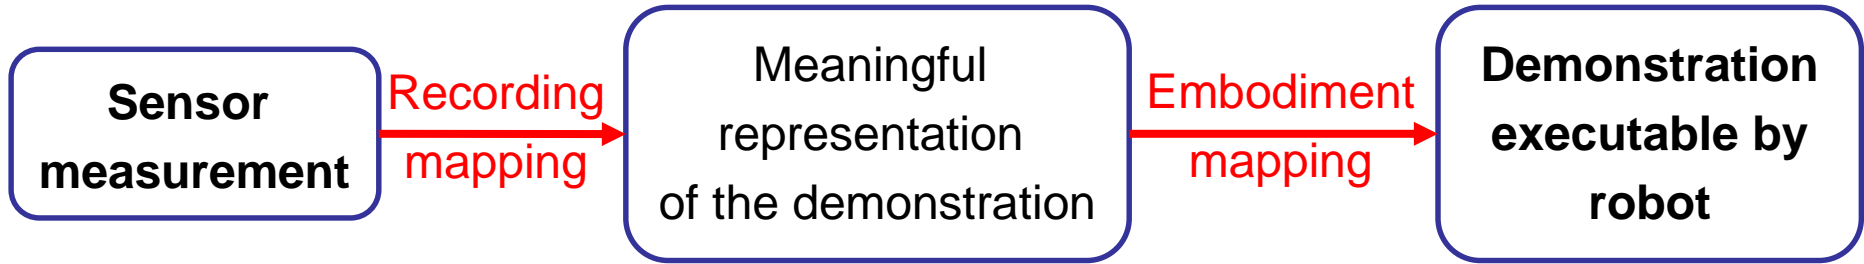 Sensor
measurement
Recording
mapping
Meaningful
representation
of the demonstration
Embodiment
mapping
Demonstration
executable by
robot